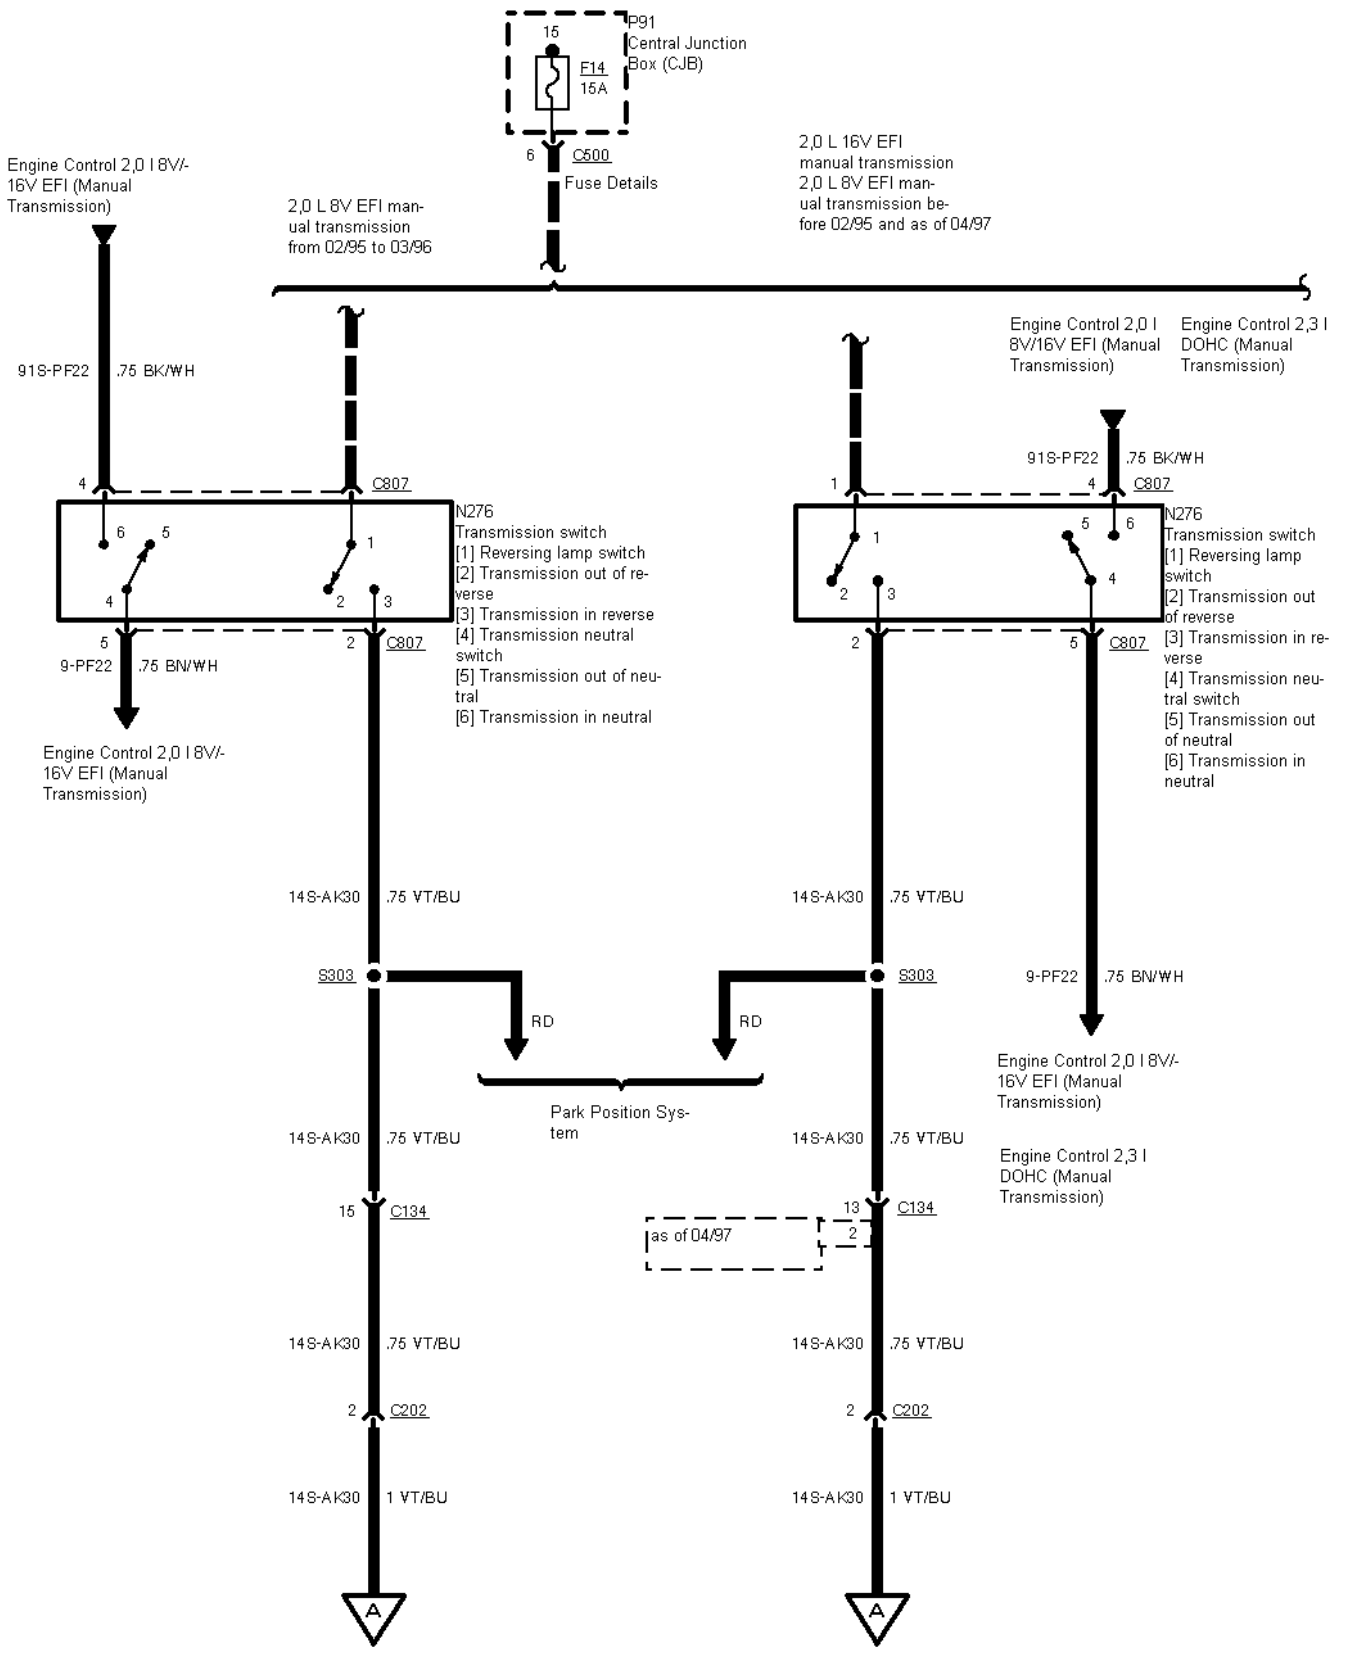 15
P91
Central Junction
Box (CJB)
F14
15A
6
C500
Fuse Details
Engine Control 2,0 l 8V/-
16V EFI (Manual
Transmission)
2,0 L 8V EFI man-
ual transmission
from 02/95 to 03/96
2,0 L 16V EFI
manual transmission
2,0 L 8V EFI man-
ual transmission be-
fore 02/95 and as of 04/97
Engine Control 2,0 l
8V/16V EFI (Manual
Transmission)
Engine Control 2,3 l
DOHC (Manual
Transmission)
91S-PF22
.75 BK/WH
91S-PF22
.75 BK/WH
4
C807
1
4
C807
6
5
1
4
2
3
N276
Transmission switch
[1] Reversing lamp switch
[2] Transmission out of re-
verse
[3] Transmission in reverse
[4] Transmission neutral
switch
[5] Transmission out of neu-
tral
[6] Transmission in neutral
1
5
6
2
3
4
N276
Transmission switch
[1] Reversing lamp
switch
[2] Transmission out
of reverse
[3] Transmission in re-
verse
[4] Transmission neu-
tral switch
[5] Transmission out
of neutral
[6] Transmission in
neutral
5
2
C807
2
5
C807
9-PF22
.75 BN/WH
Engine Control 2,0 l 8V/-
16V EFI (Manual
Transmission)
14S-AK30
.75 VT/BU
14S-AK30
.75 VT/BU
S303
RD
RD
S303
9-PF22
.75 BN/WH
Park Position Sys-
tem
Engine Control 2,0 l 8V/-
16V EFI (Manual
Transmission)
Engine Control 2,3 l
DOHC (Manual
Transmission)
14S-AK30
.75 VT/BU
14S-AK30
.75 VT/BU
15
C134
13
C134
as of 04/97
2
14S-AK30
.75 VT/BU
14S-AK30
.75 VT/BU
2
C202
2
C202
14S-AK30
1 VT/BU
14S-AK30
1 VT/BU
A
A